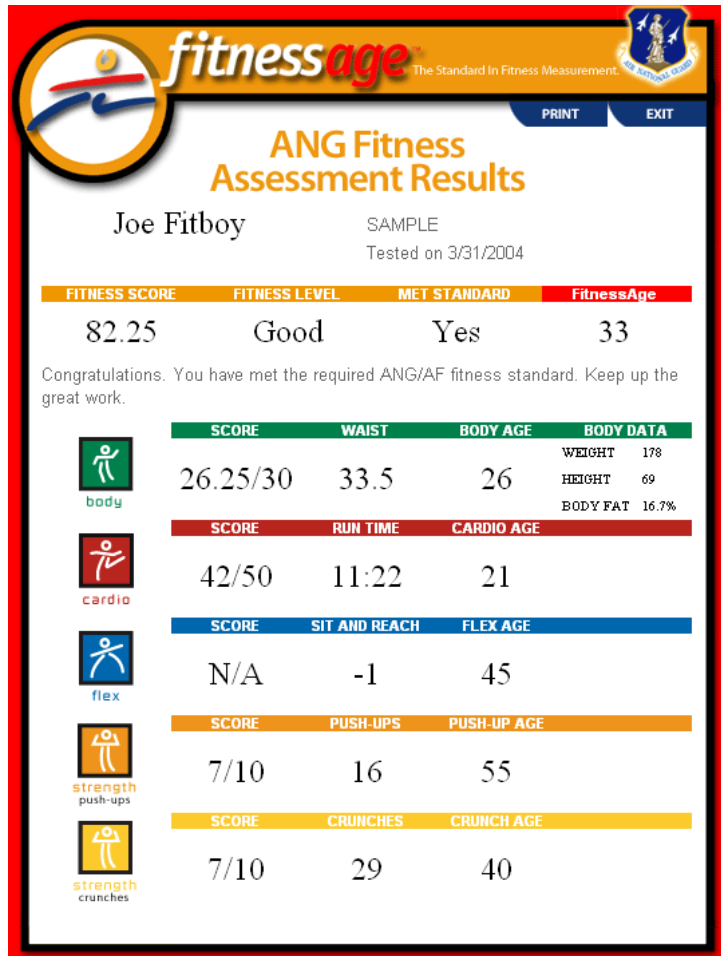 fitnessage™ The Standard In Fitness Measurement.
AIR NATIONAL GUARD
PRINT EXIT
ANG Fitness
Assessment Results
Joe Fitboy SAMPLE
Tested on 3/31/2004
FITNESS SCORE FITNESS LEVEL MET STANDARD FitnessAge
82.25 Good Yes 33
Congratulations. You have met the required ANG/AF fitness standard. Keep up the
great work.
SCORE WAIST BODY AGE BODY DATA
WEIGHT 178
26.25/30 33.5 26 HEIGHT 69
body BODY FAT 16.7%
SCORE RUN TIME CARDIO AGE
42/50 11:22 21
cardio
SCORE SIT AND REACH FLEX AGE
N/A -1 45
flex
SCORE PUSH-UPS PUSH-UP AGE
7/10 16 55
strength
push-ups
SCORE CRUNCHES CRUNCH AGE
7/10 29 40
strength
crunches